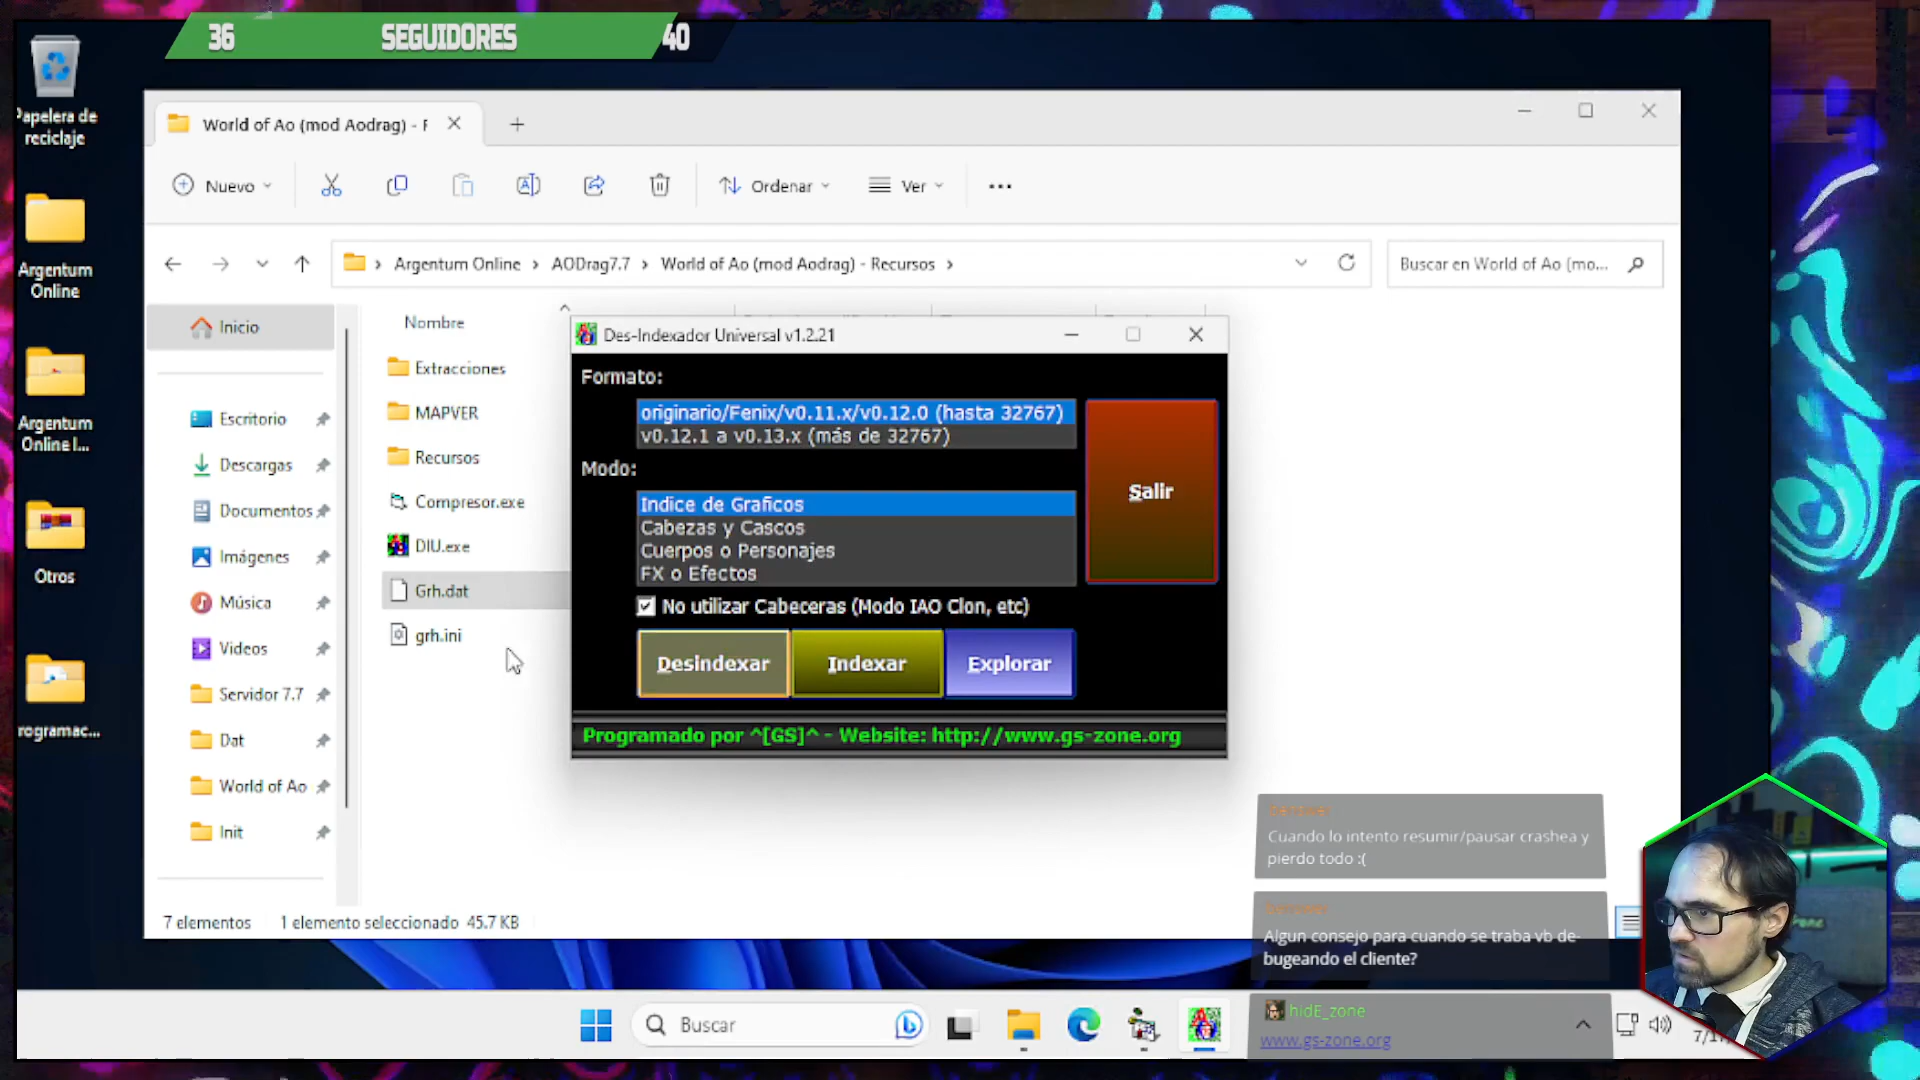 36 SEGUIDORES 40
Papelera de
reciclaje
Argentum
Online
Argentum
Online I...
Otros
rogramac...
World of Ao (mod Aodrag) - F
Nuevo
Ordenar
Ver
Argentum Online > AODrag7.7 > World of Ao (mod Aodrag) - Recursos >
Buscar en World of Ao (mo...
Inicio
Escritorio
Descargas
Documentos
Imágenes
Música
Videos
Servidor 7.7
Dat
World of Ao
Init
Nombre
Extracciones
MAPVER
Recursos
Compresor.exe
DIU.exe
Grh.dat
grh.ini
7 elementos
1 elemento seleccionado 45.7 KB
Des-Indexador Universal v1.2.21
Formato:
originario/Fenix/v0.11.x/v0.12.0 (hasta 32767)
v0.12.1 a v0.13.x (más de 32767)
Modo:
Indice de Graficos
Cabezas y Cascos
Cuerpos o Personajes
FX o Efectos
No utilizar Cabeceras (Modo IAO Clon, etc)
Desindexar
Indexar
Explorar
Salir
Programado por ^[GS]^ - Website: http://www.gs-zone.org
Cuando lo intento resumir/pausar crashea y
pierdo todo :(
Algun consejo para cuando se traba vb de-
bugeando el cliente?
hidE_zone
www.gs-zone.org
Buscar